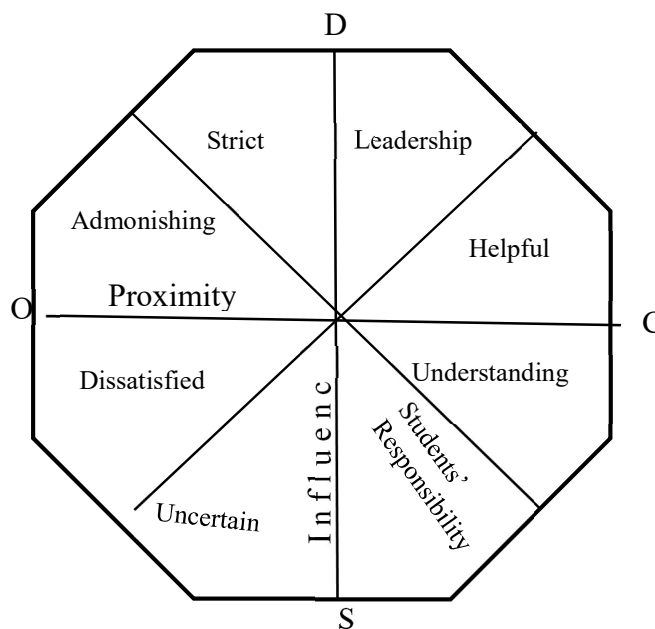 D
Strict
Leadership
Admonishing
Helpful
Proximity
O
C
Dissatisfied
Understanding
Influenc
Students’
Responsibility
Uncertain
S